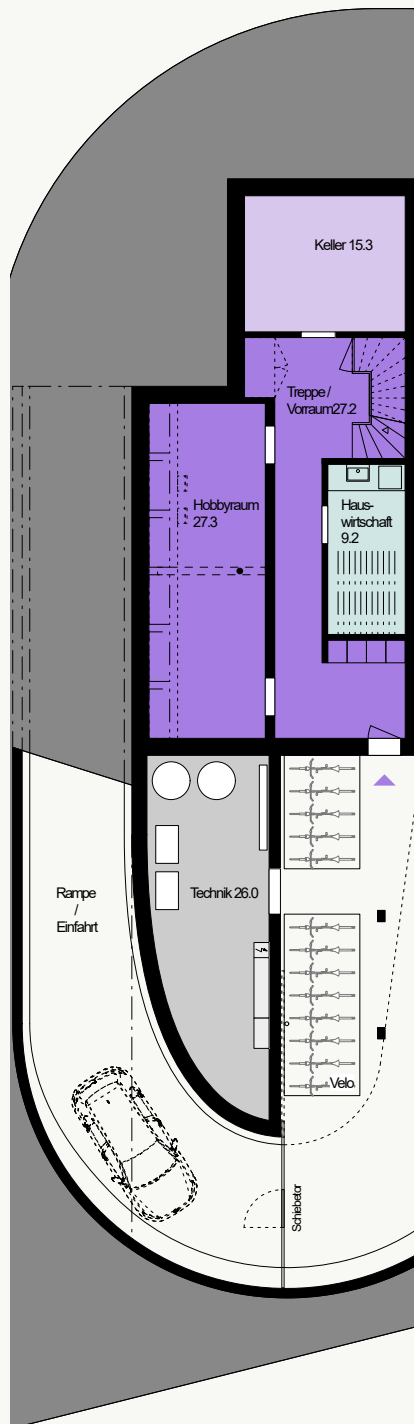 Keller 15.3
Treppe /
Vorraum27.2
Hobbyraum
27.3
Haus-
wirtschaft
9.2
Technik 26.0
Rampe
/
Einfahrt
Velo
Schiebetor